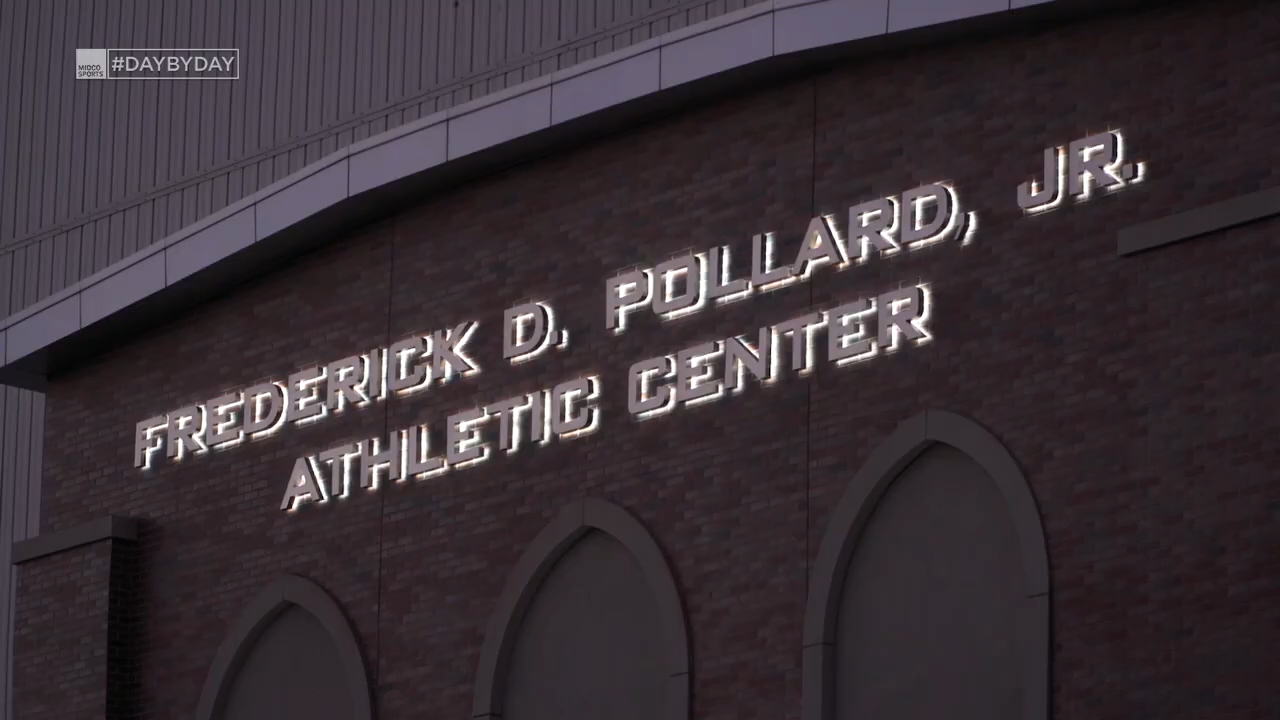 MIDCO
SPORTS
#DAYBYDAY
FREDERICK D. POLLARD, JR.
ATHLETIC CENTER